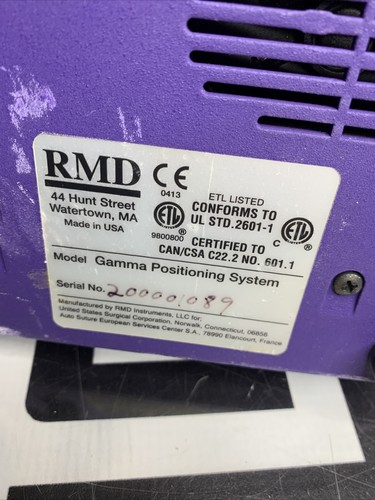 RMD
CE
0413
44 Hunt Street
Watertown, MA
Made in USA
ETL LISTED
CONFORMS TO
UL STD.2601-1
ETL
9800800
C
ETL
CERTIFIED TO
CAN/CSA C22.2 NO. 601.1
Model Gamma Positioning System
Serial No. 20000.089
Manufactured by RMD Instruments, LLC for;
United States Surgical Corporation, Norwalk, Connecticut, 06856
Auto Suture European Services Center S.A., 78990 Elancourt, France